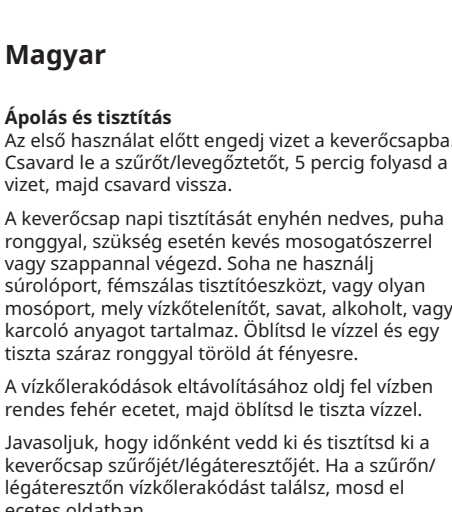 Magyar
Ápolás és tisztítás
Az első használat előtt engedj vizet a keverőcsapba.
Csavard le a szűrőt/levegőztetőt, 5 percig folyasd a
vizet, majd csavard vissza.
A keverőcsap napi tisztítását enyhén nedves, puha
ronggyal, szükség esetén kevés mosogatószerrel
vagy szappannal végezd. Soha ne használj
súrolóport, fémszálas tisztítóeszközt, vagy olyan
mosóport, mely vízkőtelenítőt, savat, alkoholt, vagy
karcoló anyagot tartalmaz. Öblítsd le vízzel és egy
tiszta száraz ronggyal töröld át fényesre.
A vízkőlerakódások eltávolításához oldj fel vízben
rendes fehér ecetet, majd öblítsd le tiszta vízzel.
Javasoljuk, hogy időnként vedd ki és tisztítsd ki a
keverőcsap szűrőjét/légáteresztőjét. Ha a szűrőn/
légáteresztőn vízkőlerakódást találsz, mosd el
ecetes oldatban